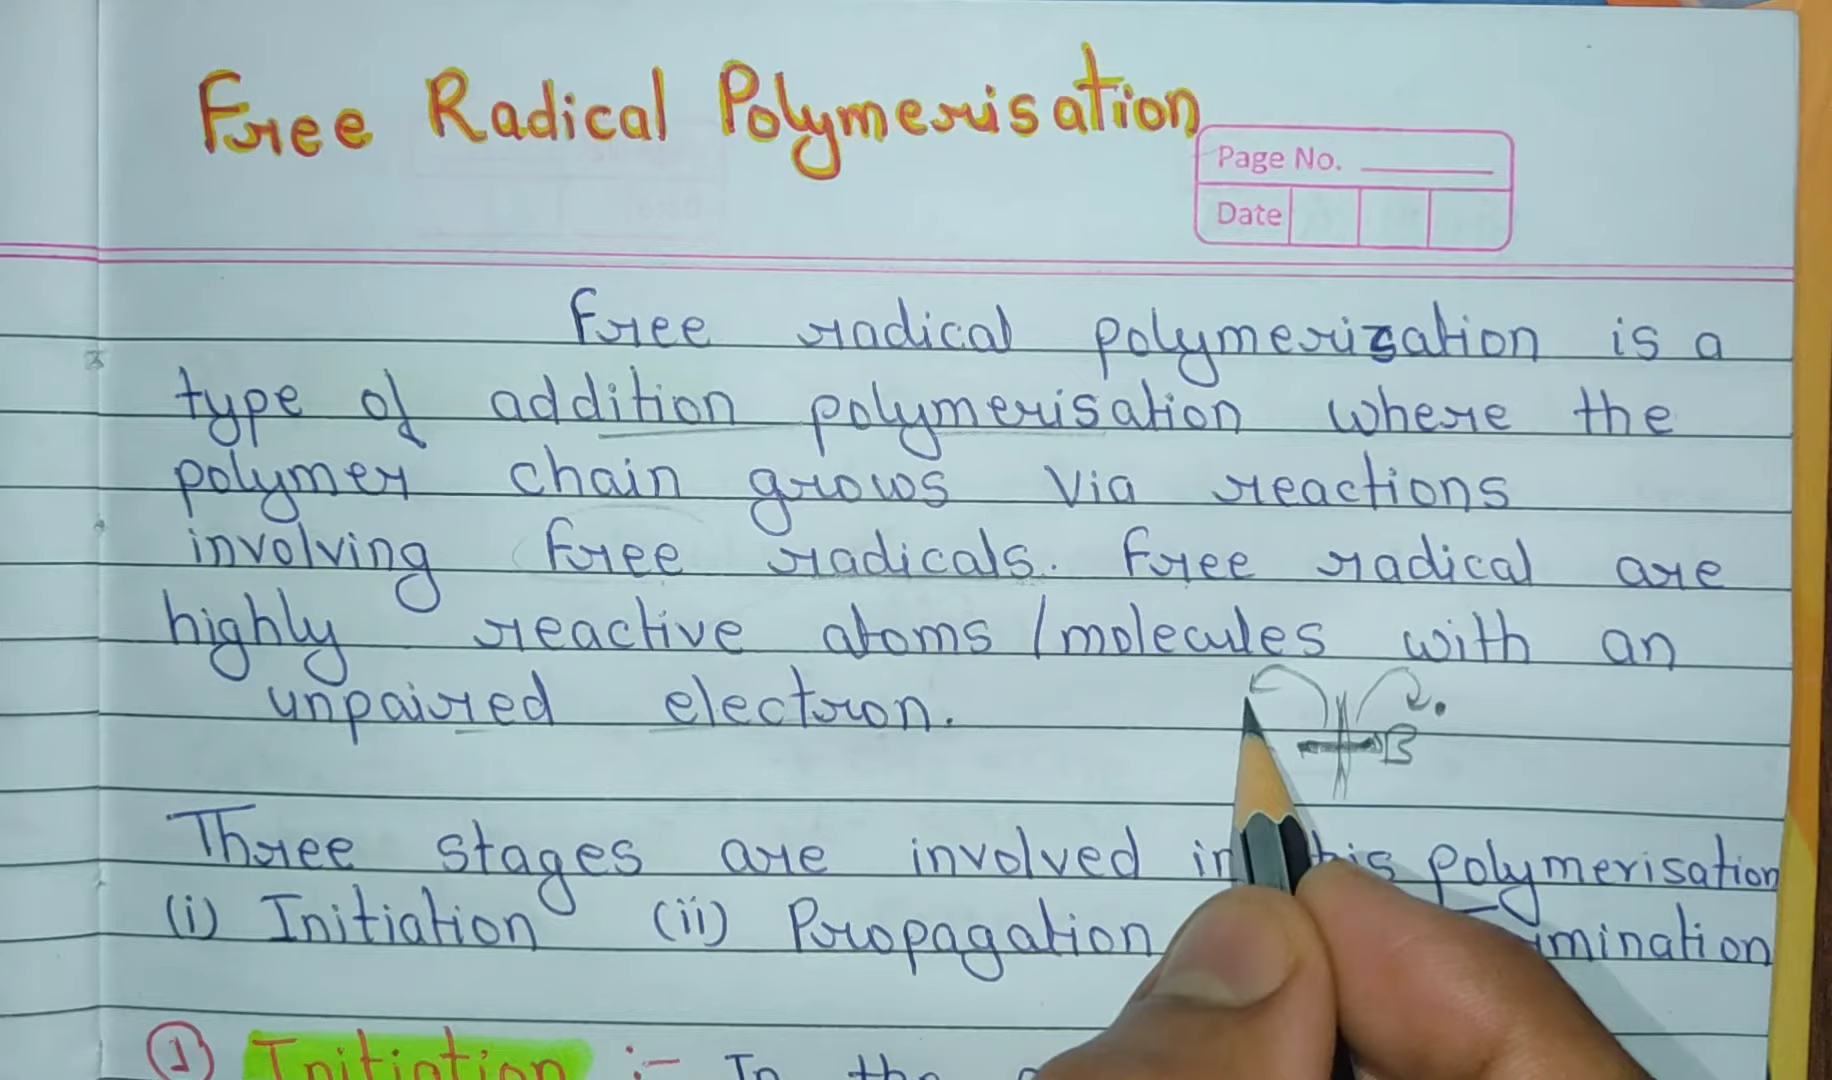 Free Radical Polymerisation
Page No.
Date
Free radical polymerization is a
type of addition polymerisation where the
polymer chain grows via reactions
involving free radicals. Free radical are
highly reactive atoms/molecules with an
unpaired electron.
B
Three stages are involved in this polymerisation
(i) Initiation (ii) Propagation mination
1) Initiation :- In the